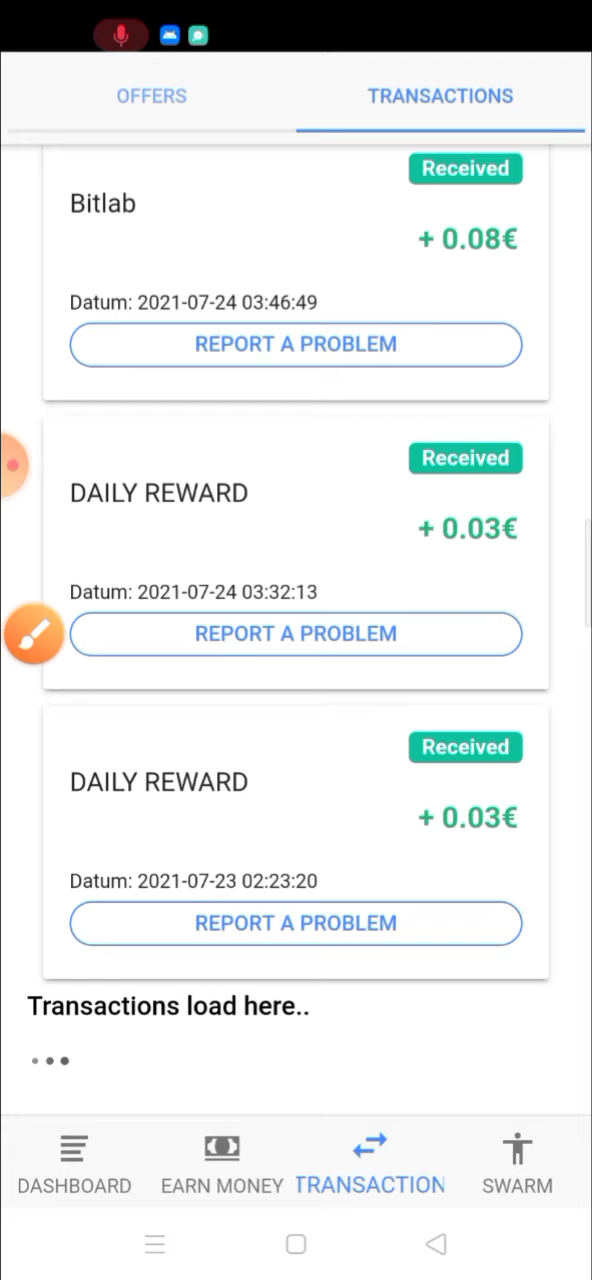 OFFERS
TRANSACTIONS
Received
Bitlab
+ 0.08€
Datum: 2021-07-24 03:46:49
REPORT A PROBLEM
Received
DAILY REWARD
+ 0.03€
Datum: 2021-07-24 03:32:13
REPORT A PROBLEM
Received
DAILY REWARD
+ 0.03€
Datum: 2021-07-23 02:23:20
REPORT A PROBLEM
Transactions load here..
DASHBOARD
EARN MONEY
TRANSACTION
SWARM